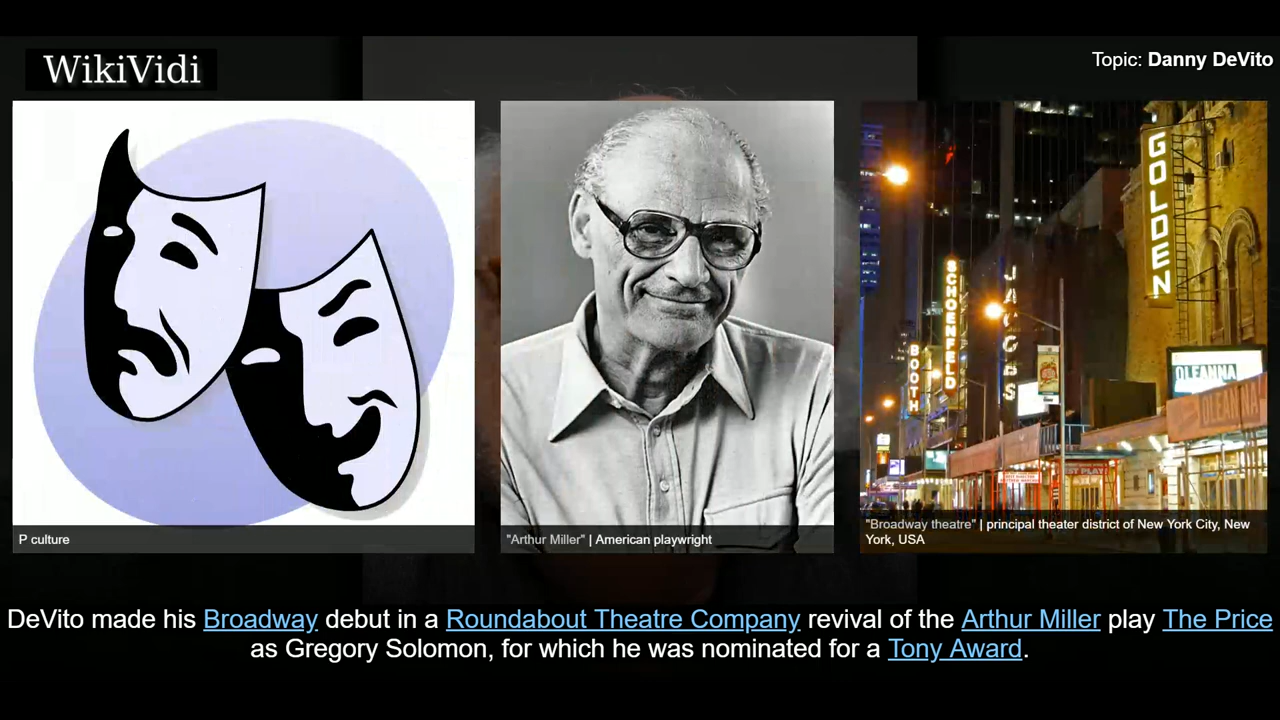 WikiVidi
Topic: Danny DeVito
GOLDEN
SCHOENFELD
JACOBS
BOOTH
OLEANNA
OLEANNA
P culture
"Arthur Miller" | American playwright
"Broadway theatre" | principal theater district of New York City, New
York, USA
DeVito made his Broadway debut in a Roundabout Theatre Company revival of the Arthur Miller play The Price
as Gregory Solomon, for which he was nominated for a Tony Award.